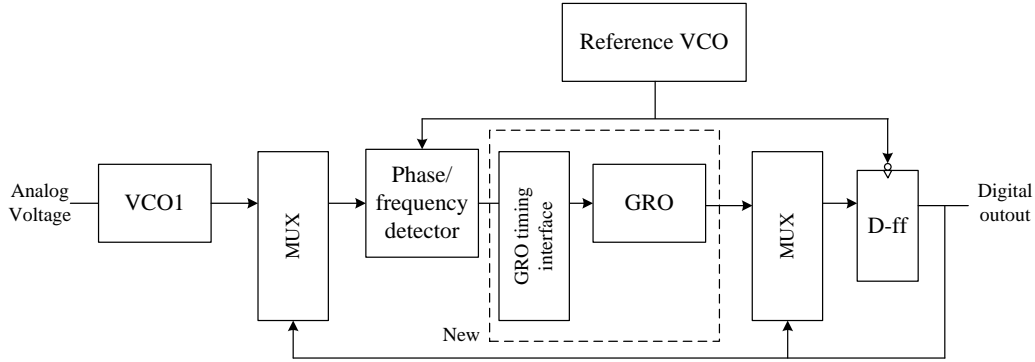 Reference VCO
Analog
Voltage
VCO1
MUX
Phase/
frequency
detector
GRO timing
interface
GRO
MUX
D-ff
Digital
outout
New